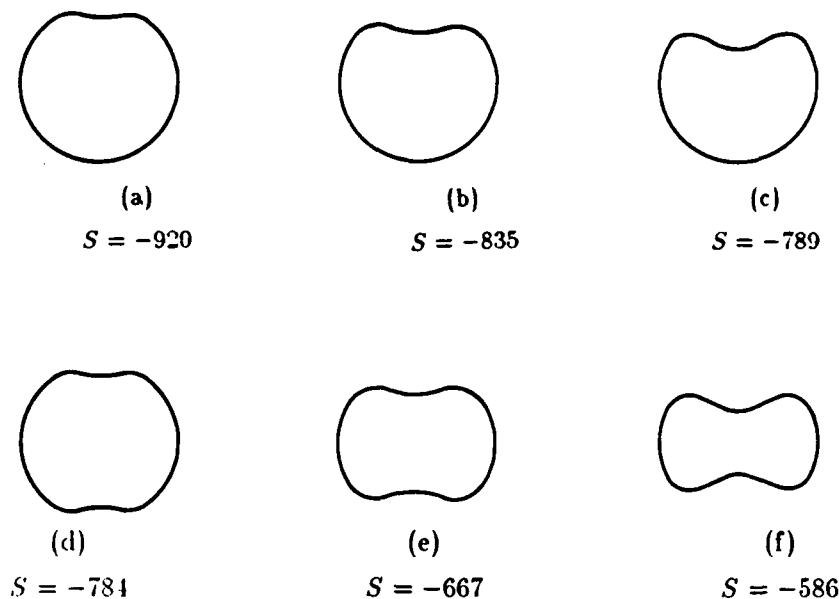 (a) (b) (c)
S = −920 S = −835 S = −789
(d) (e) (f)
S = −784 S = −667 S = −586